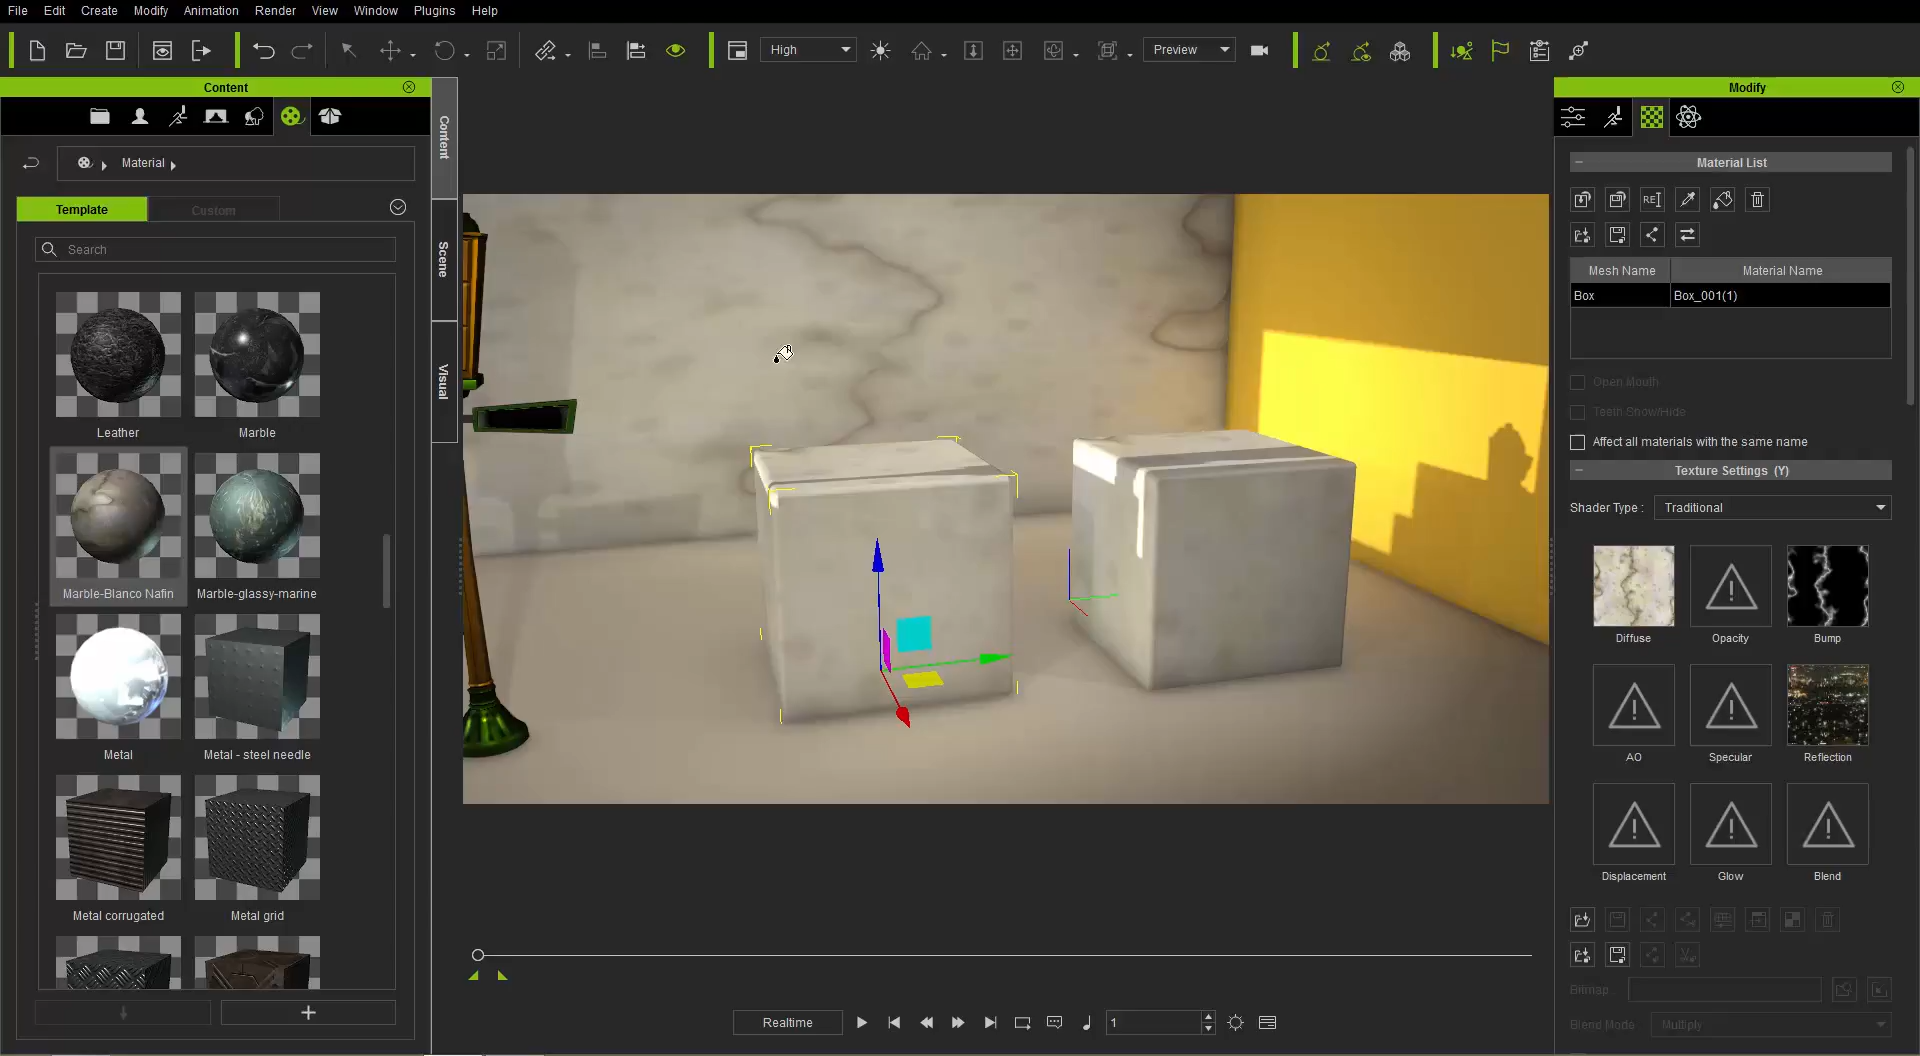 File Edit Create Modify Animation Render View Window Plugins Help
High
Preview
Content
Modify
Material
Template
Custom
Search
Leather
Marble
Marble-Blanco Nafin
Marble-glassy-marine
Metal
Metal - steel needle
Metal corrugated
Metal grid
Content
Scene
Visual
Realtime
1
Material List
RE
Mesh Name Material Name
Box Box_001(1)
Open Mouth
Teeth Show/Hide
Affect all materials with the same name
Texture Settings (Y)
Shader Type : Traditional
Diffuse Opacity Bump
AO Specular Reflection
Displacement Glow Blend
Bitmap
Blend Mode Multiply